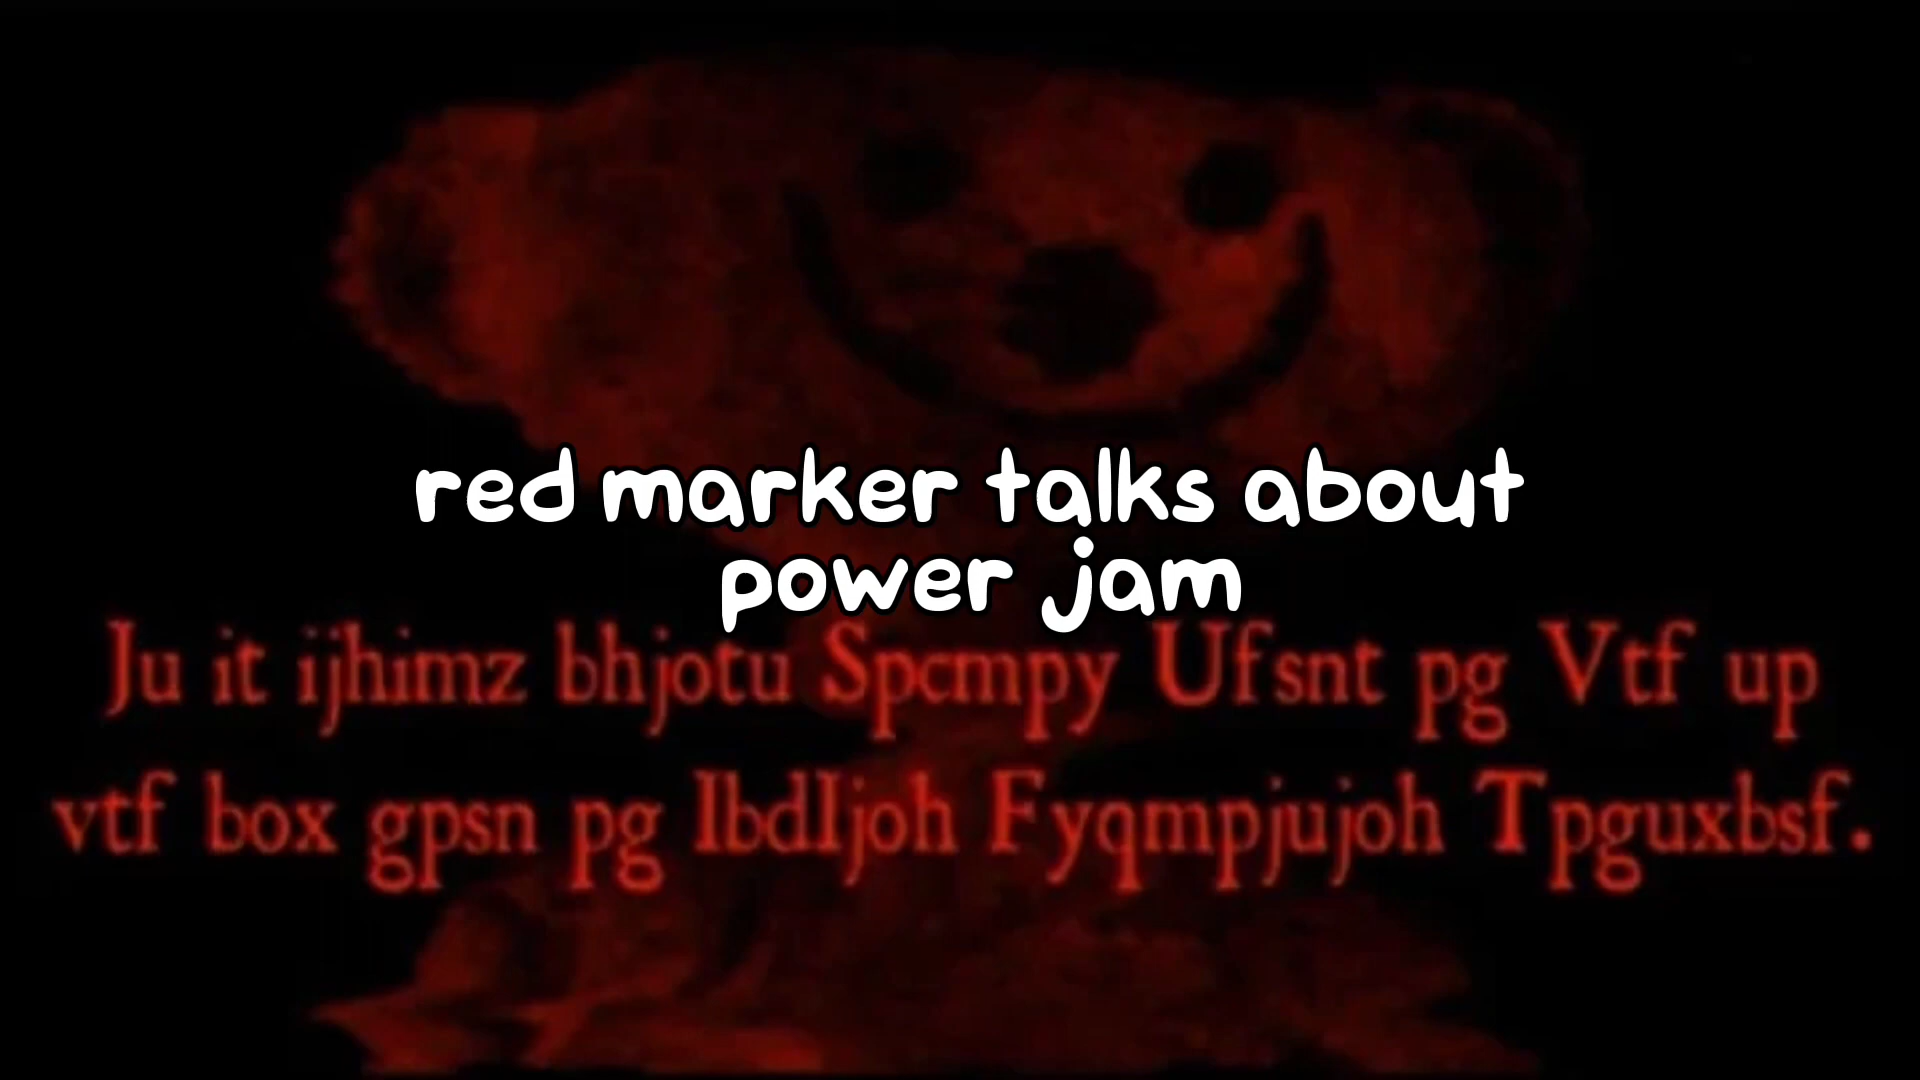 red marker talks about
power jam
Ju it ijhimz bhjotu Spcmpy Ufsnt pg Vtf up
vtf box gpsn pg IbdIjoh Fyqmpjujoh Tpguxbsf.